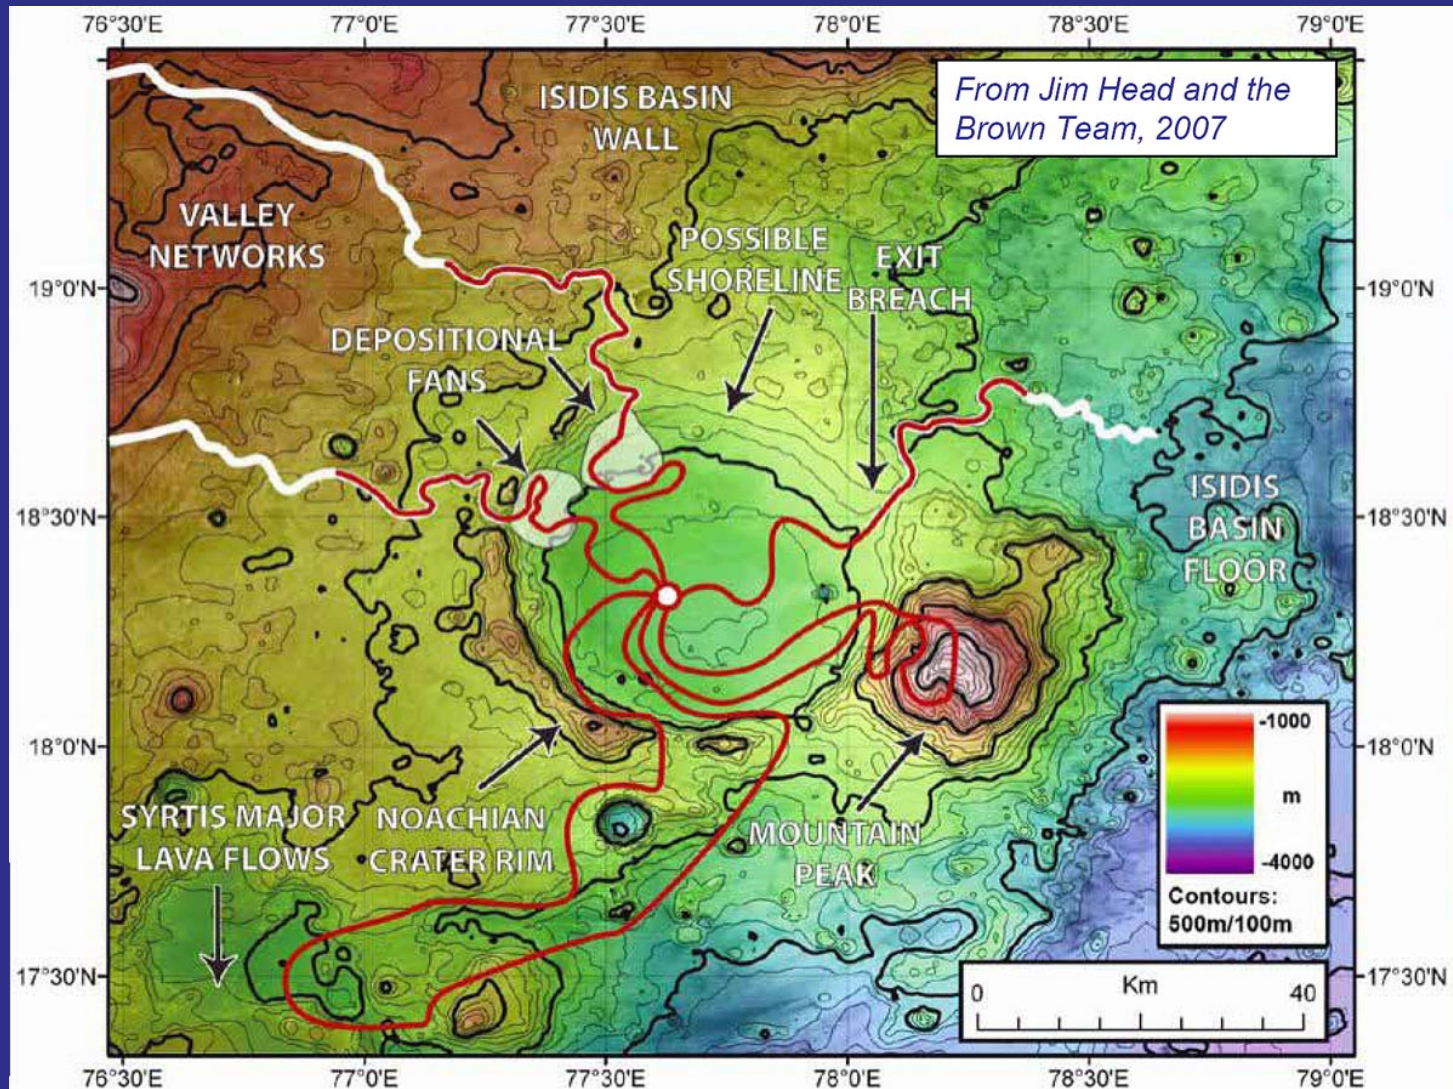 76°30'E 77°0'E 77°30'E 78°0'E 78°30'E 79°0'E
From Jim Head and the
Brown Team, 2007
ISIDIS BASIN
WALL
VALLEY
NETWORKS
POSSIBLE
SHORELINE
EXIT
BREACH
19°0'N 19°0'N
DEPOSITIONAL
FANS
ISIDIS
BASIN
FLOOR
18°30'N 18°30'N
18°0'N 18°0'N
SYRTIS MAJOR
LAVA FLOWS
NOACHIAN
CRATER RIM
MOUNTAIN
PEAK
-1000
m
-4000
Contours:
500m/100m
17°30'N 17°30'N
Km
0 40
76°30'E 77°0'E 77°30'E 78°0'E 78°30'E 79°0'E